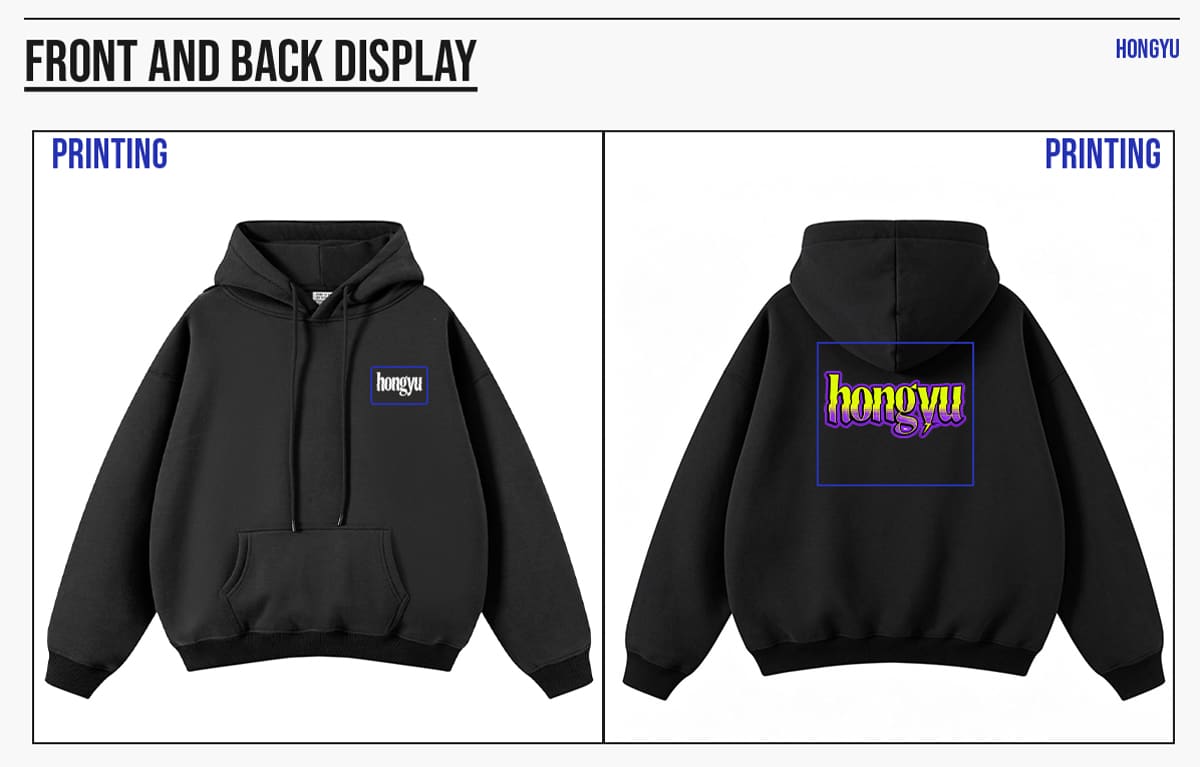 FRONT AND BACK DISPLAY
HONGYU
PRINTING
PRINTING
hongyu
hongyu